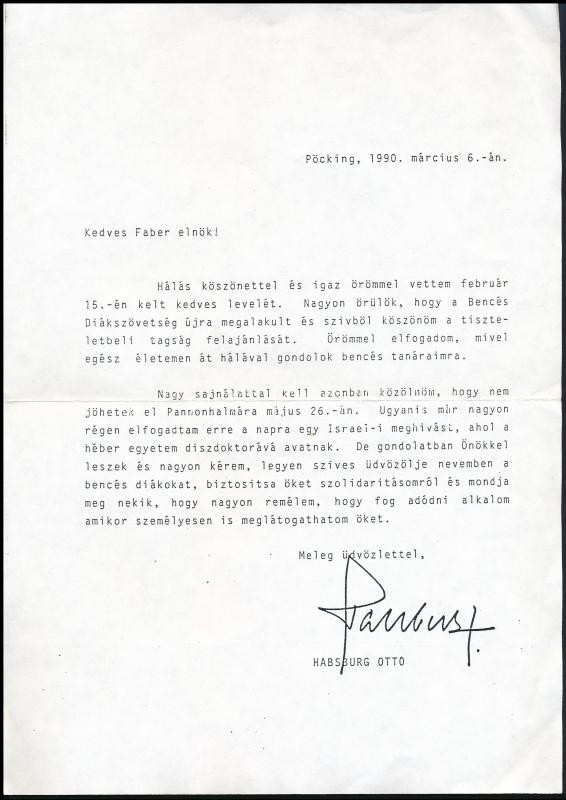 Pöcking, 1990. március 6.-án.
Kedves Faber elnök!
Hálás köszönettel és igaz örömmel vettem február
15.-én kelt kedves levelét. Nagyon örülök, hogy a Bencés
Diákszövetség újra megalakult és szivből köszönöm a tiszte-
letbeli tagság felajánlását. Örömmel elfogadom, mivel
egész életemen át hálával gondolok bencés tanáraimra.
Nagy sajnálattal kell azonban közölnöm, hogy nem
jöhetek el Pannonhalmára május 26.-án. Ugyanis már nagyon
régen elfogadtam erre a napra egy Israel-i meghivást, ahol a
héber egyetem diszdoktorává avatnak. De gondolatban Önökkel
leszek és nagyon kérem, legyen szives üdvözölje nevemben a
bencés diákokat, biztositsa öket szolidaritásomról és mondja
meg nekik, hogy nagyon remélem, hogy fog adódni alkalom
amikor személyesen is meglátogathatom öket.
Meleg üdvözlettel,
HABSBURG OTTÓ